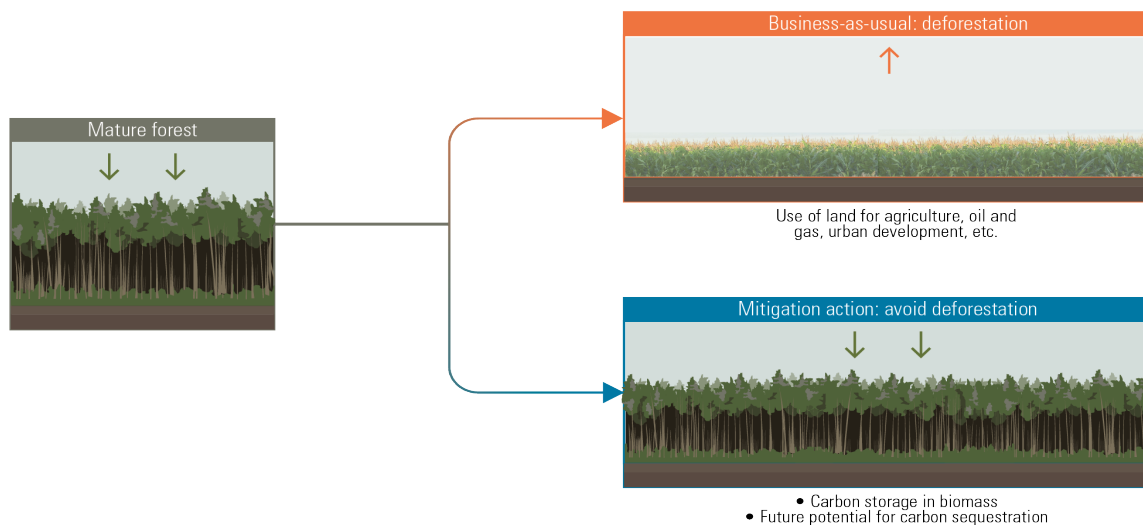 Mature forest
Business-as-usual: deforestation
Use of land for agriculture, oil and
gas, urban development, etc.
Mitigation action: avoid deforestation
• Carbon storage in biomass
• Future potential for carbon sequestration